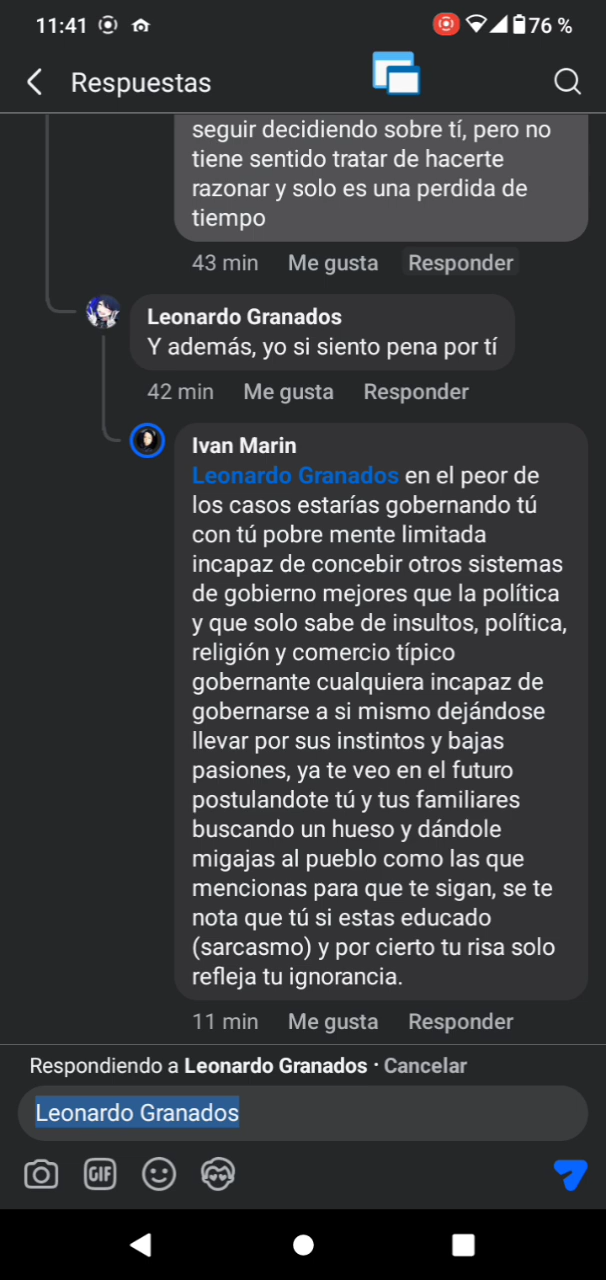 11:41
76 %
Respuestas
seguir decidiendo sobre tí, pero no
tiene sentido tratar de hacerte
razonar y solo es una perdida de
tiempo
43 min Me gusta Responder
Leonardo Granados
Y además, yo si siento pena por tí
42 min Me gusta Responder
Ivan Marin
Leonardo Granados en el peor de
los casos estarías gobernando tú
con tú pobre mente limitada
incapaz de concebir otros sistemas
de gobierno mejores que la política
y que solo sabe de insultos, política,
religión y comercio típico
gobernante cualquiera incapaz de
gobernarse a si mismo dejándose
llevar por sus instintos y bajas
pasiones, ya te veo en el futuro
postulandote tú y tus familiares
buscando un hueso y dándole
migajas al pueblo como las que
mencionas para que te sigan, se te
nota que tú si estas educado
(sarcasmo) y por cierto tu risa solo
refleja tu ignorancia.
11 min Me gusta Responder
Respondiendo a Leonardo Granados · Cancelar
Leonardo Granados
GIF